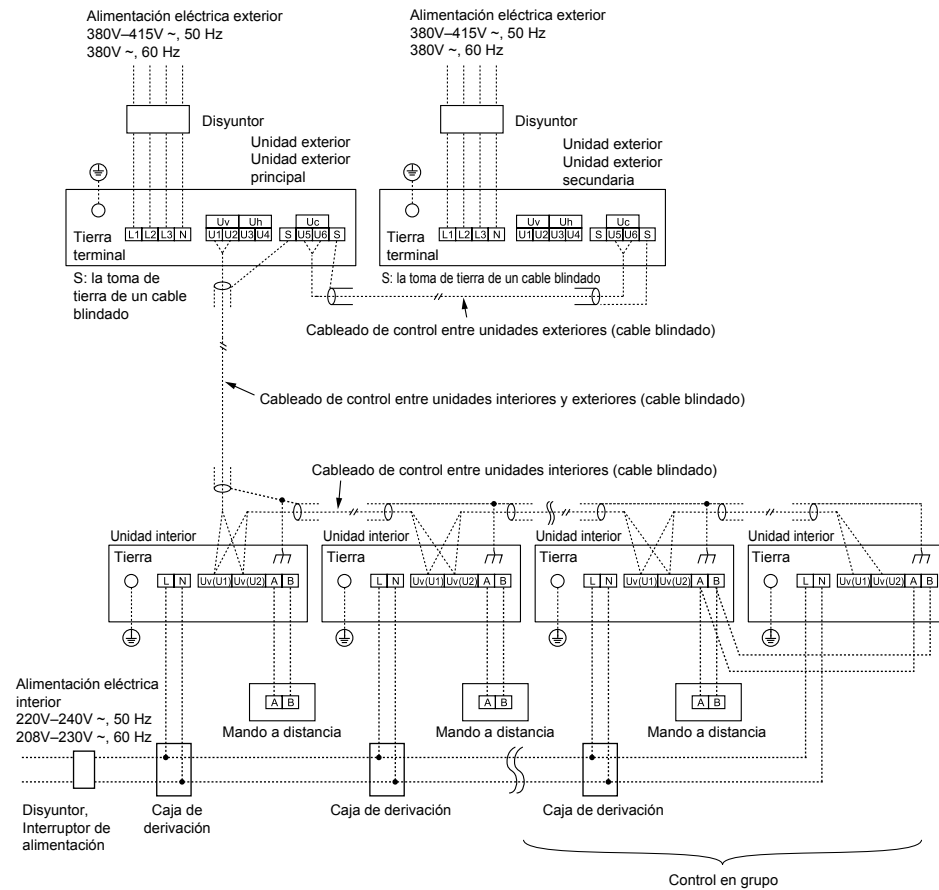 Alimentación eléctrica exterior
380V–415V ~, 50 Hz
380V ~, 60 Hz
Disyuntor
Unidad exterior
Unidad exterior
principal
Tierra
terminal
L1 L2 L3 N
Uv Uh
U1 U2 U3 U4
Uc
S U5 U6 S
S: la toma de
tierra de un cable
blindado
Alimentación eléctrica exterior
380V–415V ~, 50 Hz
380V ~, 60 Hz
Disyuntor
Unidad exterior
Unidad exterior
secundaria
Tierra
terminal
L1 L2 L3 N
Uv Uh
U1 U2 U3 U4
Uc
S U5 U6 S
S: la toma de tierra de un cable blindado
Cableado de control entre unidades exteriores (cable blindado)
Cableado de control entre unidades interiores y exteriores (cable blindado)
Cableado de control entre unidades interiores (cable blindado)
Unidad interior
Tierra
L N Uv(U1) Uv(U2) A B
Unidad interior
Tierra
L N Uv(U1) Uv(U2) A B
Unidad interior
Tierra
L N Uv(U1) Uv(U2) A B
Unidad interior
Tierra
L N Uv(U1) Uv(U2) A B
A B
Mando a distancia
A B
Mando a distancia
A B
Mando a distancia
Alimentación eléctrica
interior
220V–240V ~, 50 Hz
208V–230V ~, 60 Hz
Disyuntor,
Interruptor de
alimentación
Caja de
derivación
Caja de derivación
Caja de derivación
Control en grupo